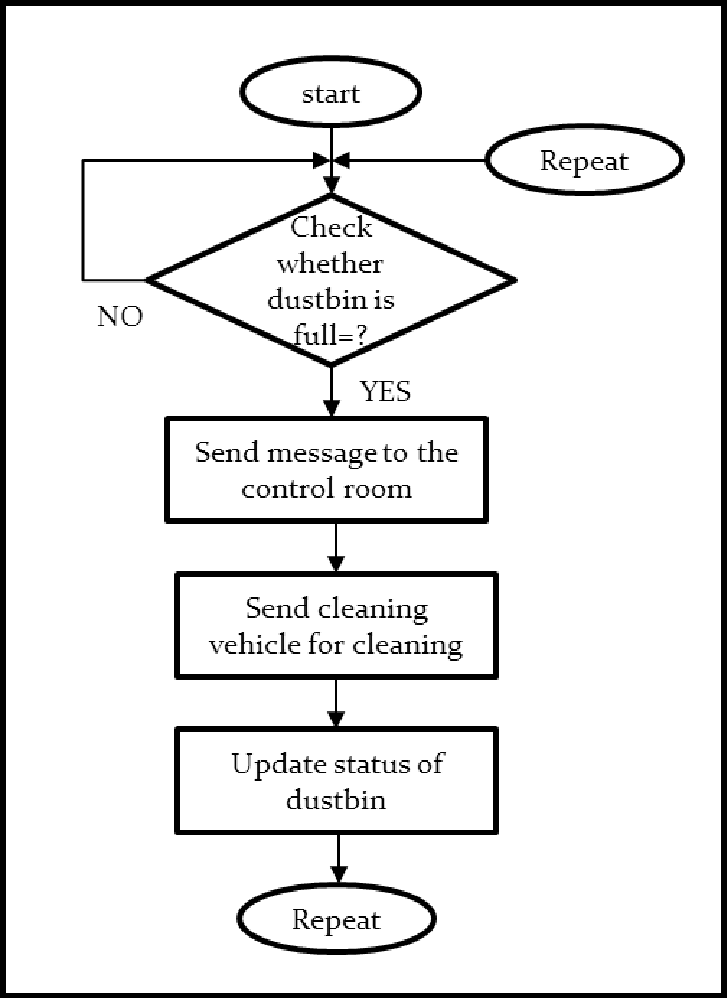 start
Repeat
Check
whether
dustbin is
full=?
NO
YES
Send message to the
control room
Send cleaning
vehicle for cleaning
Update status of
dustbin
Repeat